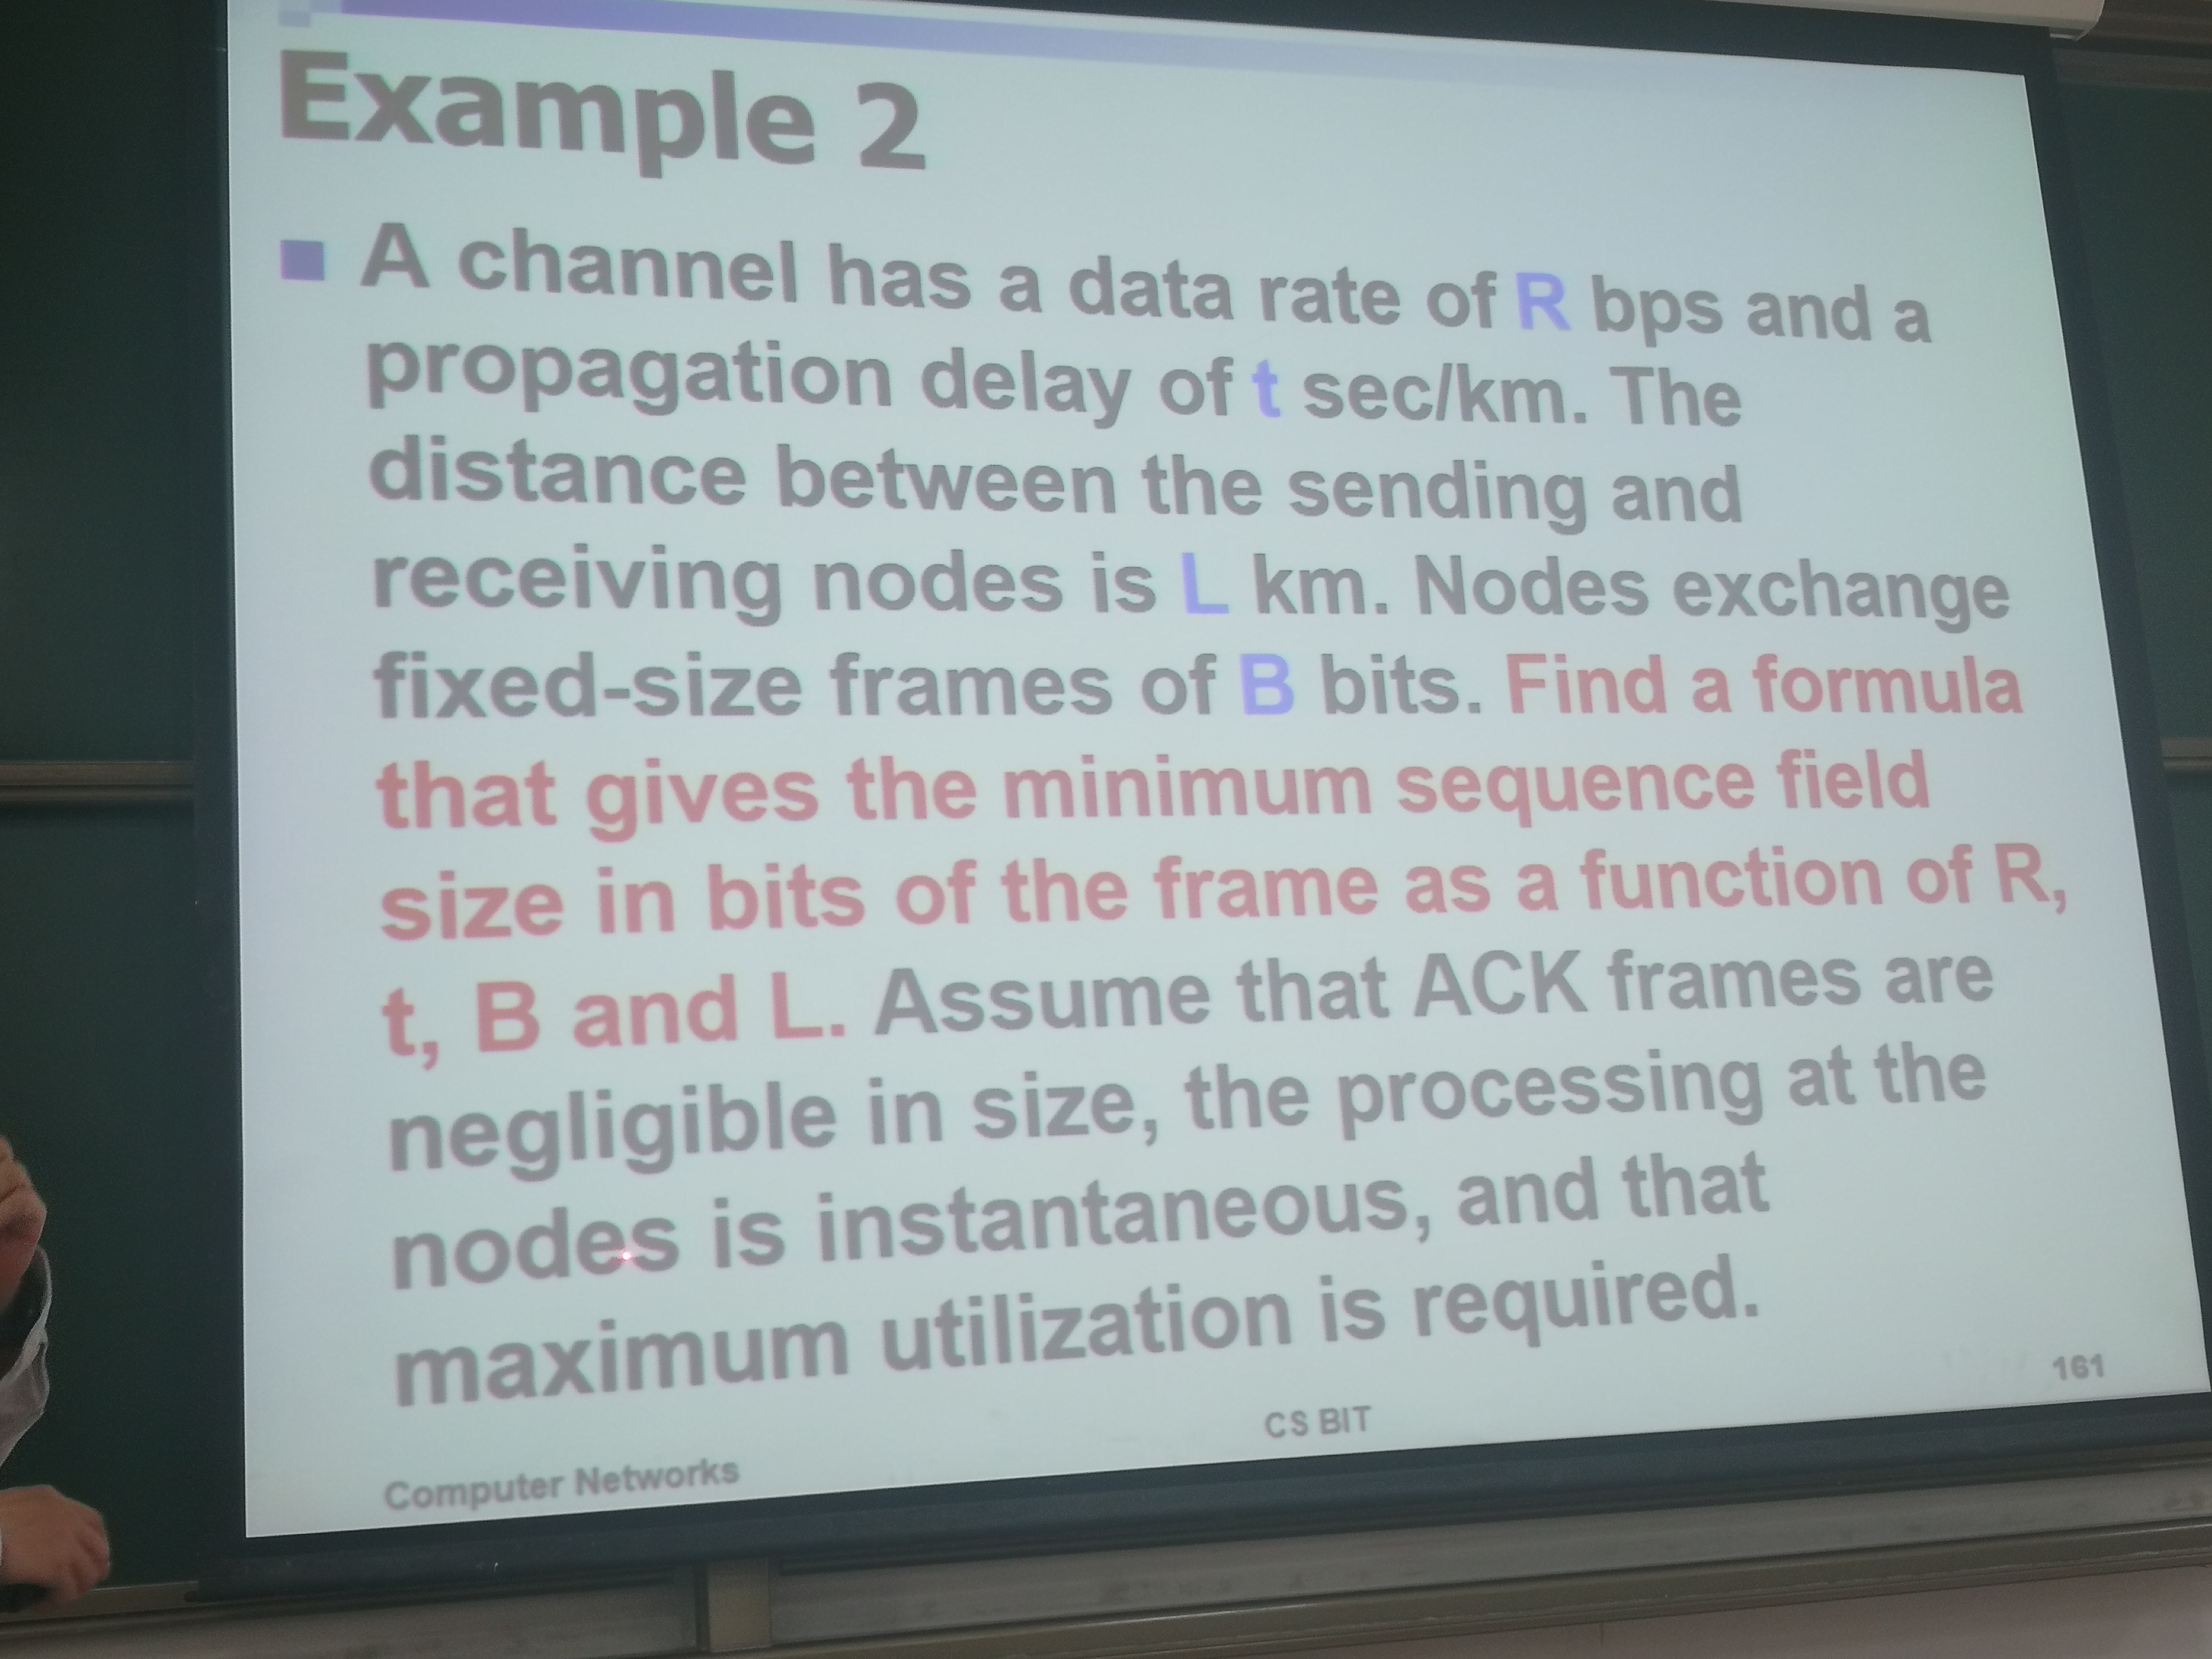 Example 2
A channel has a data rate of R bps and a
propagation delay of t sec/km. The
distance between the sending and
receiving nodes is L km. Nodes exchange
fixed-size frames of B bits. Find a formula
that gives the minimum sequence field
size in bits of the frame as a function of R,
t, B and L. Assume that ACK frames are
negligible in size, the processing at the
nodes is instantaneous, and that
maximum utilization is required.
161
CS BIT
Computer Networks